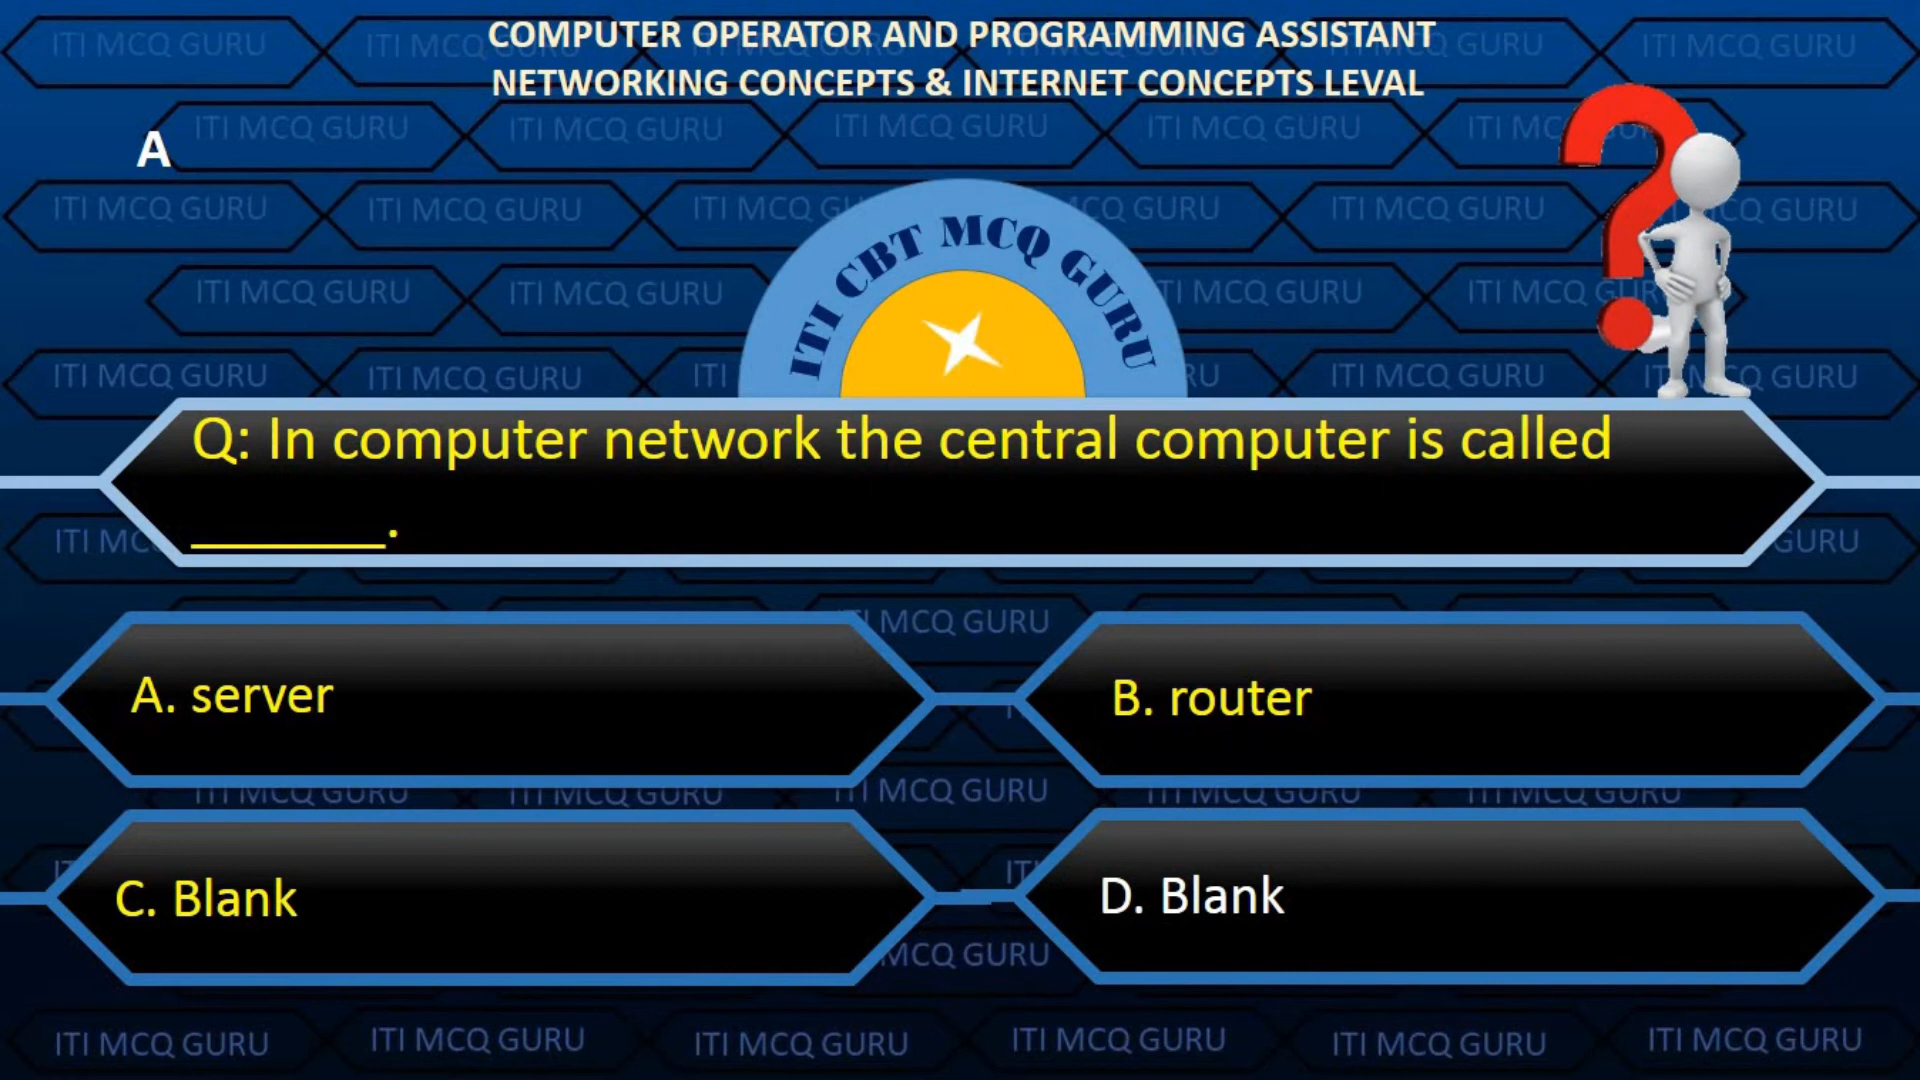 COMPUTER OPERATOR AND PROGRAMMING ASSISTANT
NETWORKING CONCEPTS & INTERNET CONCEPTS LEVAL
A
ITI CBT MCQ GURU
Q: In computer network the central computer is called
_______.
A. server
B. router
C. Blank
D. Blank
ITI MCQ GURU